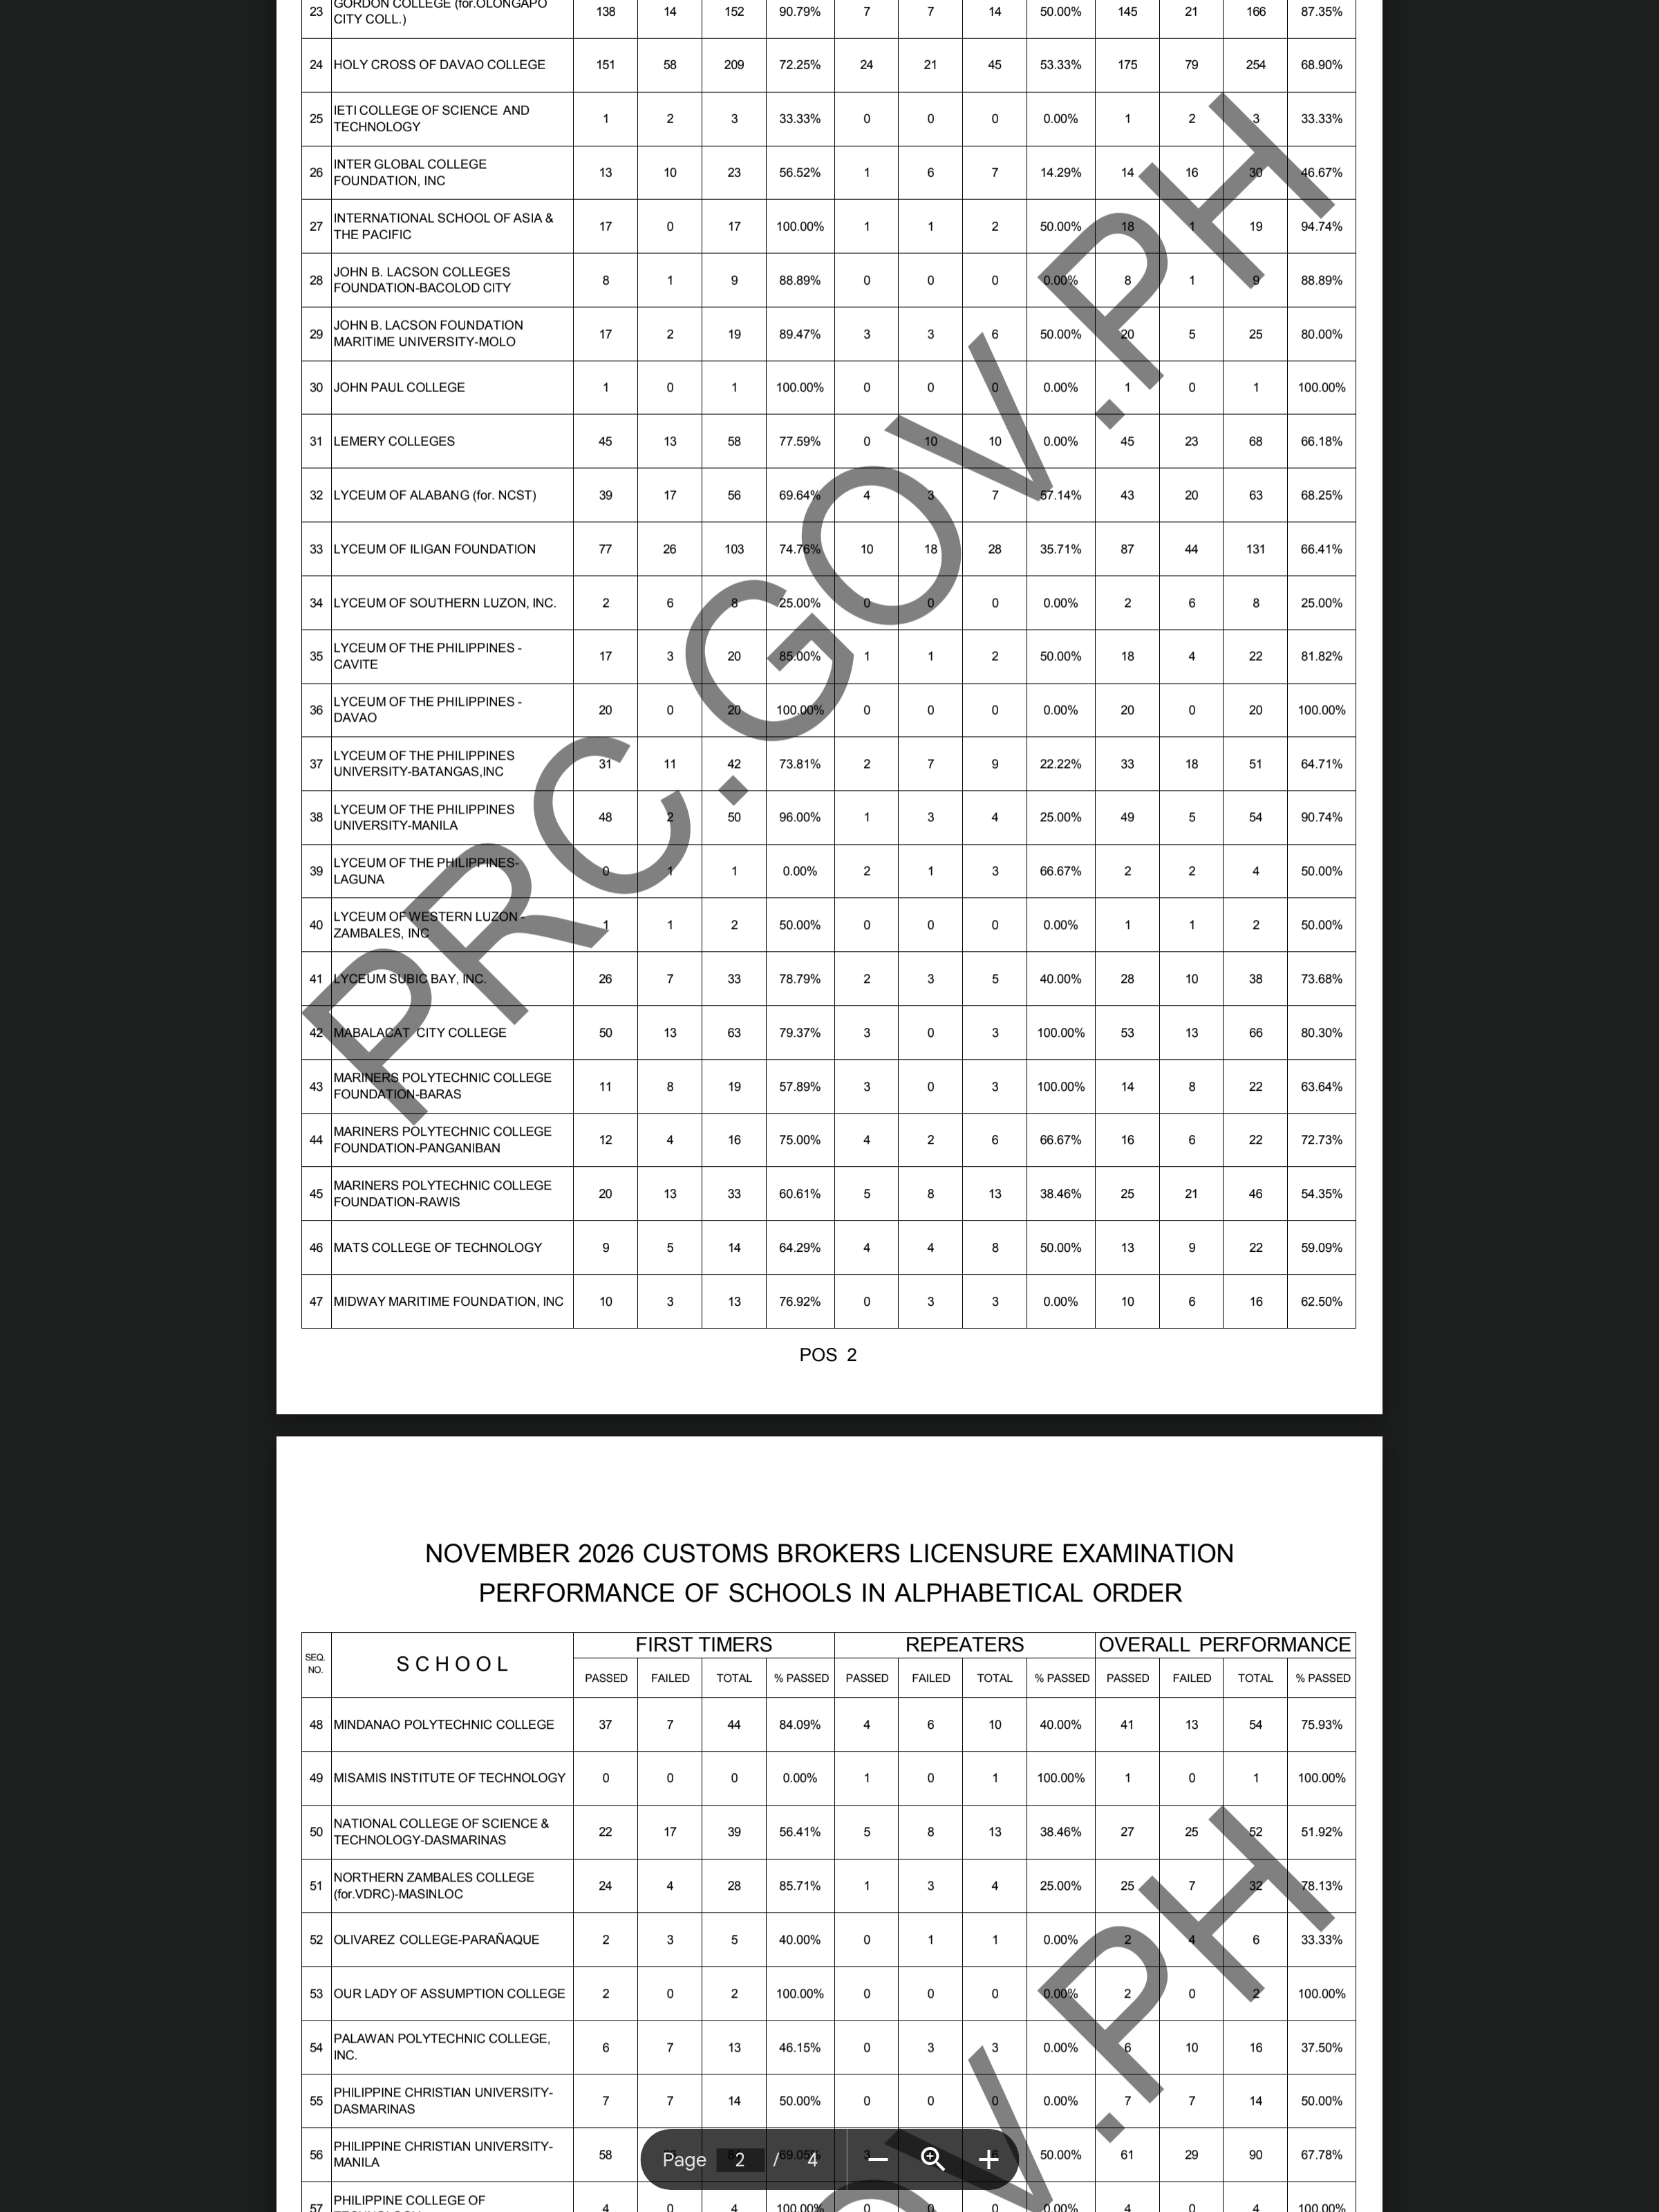 23 GORDON COLLEGE (for.OLONGAPO CITY COLL.) 138 14 152 90.79% 7 7 14 50.00% 145 21 166 87.35%
24 HOLY CROSS OF DAVAO COLLEGE 151 58 209 72.25% 24 21 45 53.33% 175 79 254 68.90%
25 IETI COLLEGE OF SCIENCE AND TECHNOLOGY 1 2 3 33.33% 0 0 0 0.00% 1 2 3 33.33%
26 INTER GLOBAL COLLEGE FOUNDATION, INC 13 10 23 56.52% 1 6 7 14.29% 14 16 30 46.67%
27 INTERNATIONAL SCHOOL OF ASIA & THE PACIFIC 17 0 17 100.00% 1 1 2 50.00% 18 1 19 94.74%
28 JOHN B. LACSON COLLEGES FOUNDATION-BACOLOD CITY 8 1 9 88.89% 0 0 0 0.00% 8 1 9 88.89%
29 JOHN B. LACSON FOUNDATION MARITIME UNIVERSITY-MOLO 17 2 19 89.47% 3 3 6 50.00% 20 5 25 80.00%
30 JOHN PAUL COLLEGE 1 0 1 100.00% 0 0 0 0.00% 1 0 1 100.00%
31 LEMERY COLLEGES 45 13 58 77.59% 0 10 10 0.00% 45 23 68 66.18%
32 LYCEUM OF ALABANG (for. NCST) 39 17 56 69.64% 4 3 7 57.14% 43 20 63 68.25%
33 LYCEUM OF ILIGAN FOUNDATION 77 26 103 74.76% 10 18 28 35.71% 87 44 131 66.41%
34 LYCEUM OF SOUTHERN LUZON, INC. 2 6 8 25.00% 0 0 0 0.00% 2 6 8 25.00%
35 LYCEUM OF THE PHILIPPINES - CAVITE 17 3 20 85.00% 1 1 2 50.00% 18 4 22 81.82%
36 LYCEUM OF THE PHILIPPINES - DAVAO 20 0 20 100.00% 0 0 0 0.00% 20 0 20 100.00%
37 LYCEUM OF THE PHILIPPINES UNIVERSITY-BATANGAS,INC 31 11 42 73.81% 2 7 9 22.22% 33 18 51 64.71%
38 LYCEUM OF THE PHILIPPINES UNIVERSITY-MANILA 48 2 50 96.00% 1 3 4 25.00% 49 5 54 90.74%
39 LYCEUM OF THE PHILIPPINES-LAGUNA 0 1 1 0.00% 2 1 3 66.67% 2 2 4 50.00%
40 LYCEUM OF WESTERN LUZON - ZAMBALES, INC 1 1 2 50.00% 0 0 0 0.00% 1 1 2 50.00%
41 LYCEUM SUBIC BAY, INC. 26 7 33 78.79% 2 3 5 40.00% 28 10 38 73.68%
42 MABALACAT CITY COLLEGE 50 13 63 79.37% 3 0 3 100.00% 53 13 66 80.30%
43 MARINERS POLYTECHNIC COLLEGE FOUNDATION-BARAS 11 8 19 57.89% 3 0 3 100.00% 14 8 22 63.64%
44 MARINERS POLYTECHNIC COLLEGE FOUNDATION-PANGANIBAN 12 4 16 75.00% 4 2 6 66.67% 16 6 22 72.73%
45 MARINERS POLYTECHNIC COLLEGE FOUNDATION-RAWIS 20 13 33 60.61% 5 8 13 38.46% 25 21 46 54.35%
46 MATS COLLEGE OF TECHNOLOGY 9 5 14 64.29% 4 4 8 50.00% 13 9 22 59.09%
47 MIDWAY MARITIME FOUNDATION, INC 10 3 13 76.92% 0 3 3 0.00% 10 6 16 62.50%
PRC.GOV.PH
POS 2
NOVEMBER 2026 CUSTOMS BROKERS LICENSURE EXAMINATION
PERFORMANCE OF SCHOOLS IN ALPHABETICAL ORDER
SEQ. NO. SCHOOL FIRST TIMERS REPEATERS OVERALL PERFORMANCE
PASSED FAILED TOTAL % PASSED PASSED FAILED TOTAL % PASSED PASSED FAILED TOTAL % PASSED
48 MINDANAO POLYTECHNIC COLLEGE 37 7 44 84.09% 4 6 10 40.00% 41 13 54 75.93%
49 MISAMIS INSTITUTE OF TECHNOLOGY 0 0 0 0.00% 1 0 1 100.00% 1 0 1 100.00%
50 NATIONAL COLLEGE OF SCIENCE & TECHNOLOGY-DASMARINAS 22 17 39 56.41% 5 8 13 38.46% 27 25 52 51.92%
51 NORTHERN ZAMBALES COLLEGE (for.VDRC)-MASINLOC 24 4 28 85.71% 1 3 4 25.00% 25 7 32 78.13%
52 OLIVAREZ COLLEGE-PARAÑAQUE 2 3 5 40.00% 0 1 1 0.00% 2 4 6 33.33%
53 OUR LADY OF ASSUMPTION COLLEGE 2 0 2 100.00% 0 0 0 0.00% 2 0 2 100.00%
54 PALAWAN POLYTECHNIC COLLEGE, INC. 6 7 13 46.15% 0 3 3 0.00% 6 10 16 37.50%
55 PHILIPPINE CHRISTIAN UNIVERSITY-DASMARINAS 7 7 14 50.00% 0 0 0 0.00% 7 7 14 50.00%
56 PHILIPPINE CHRISTIAN UNIVERSITY-MANILA 58 69.05% 3 6 50.00% 61 29 90 67.78%
Page 2 / 4
57 PHILIPPINE COLLEGE OF 4 0 4 100.00% 0 0 0 0.00% 4 0 4 100.00%